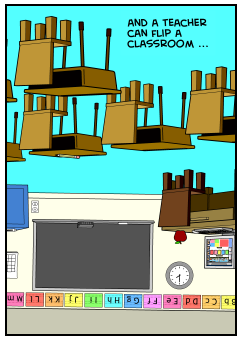 AND A TEACHER
CAN FLIP A
CLASSROOM ...
Mm Ll Kk Jj Ii Hh Gg Ff Ee Dd Cc Bb